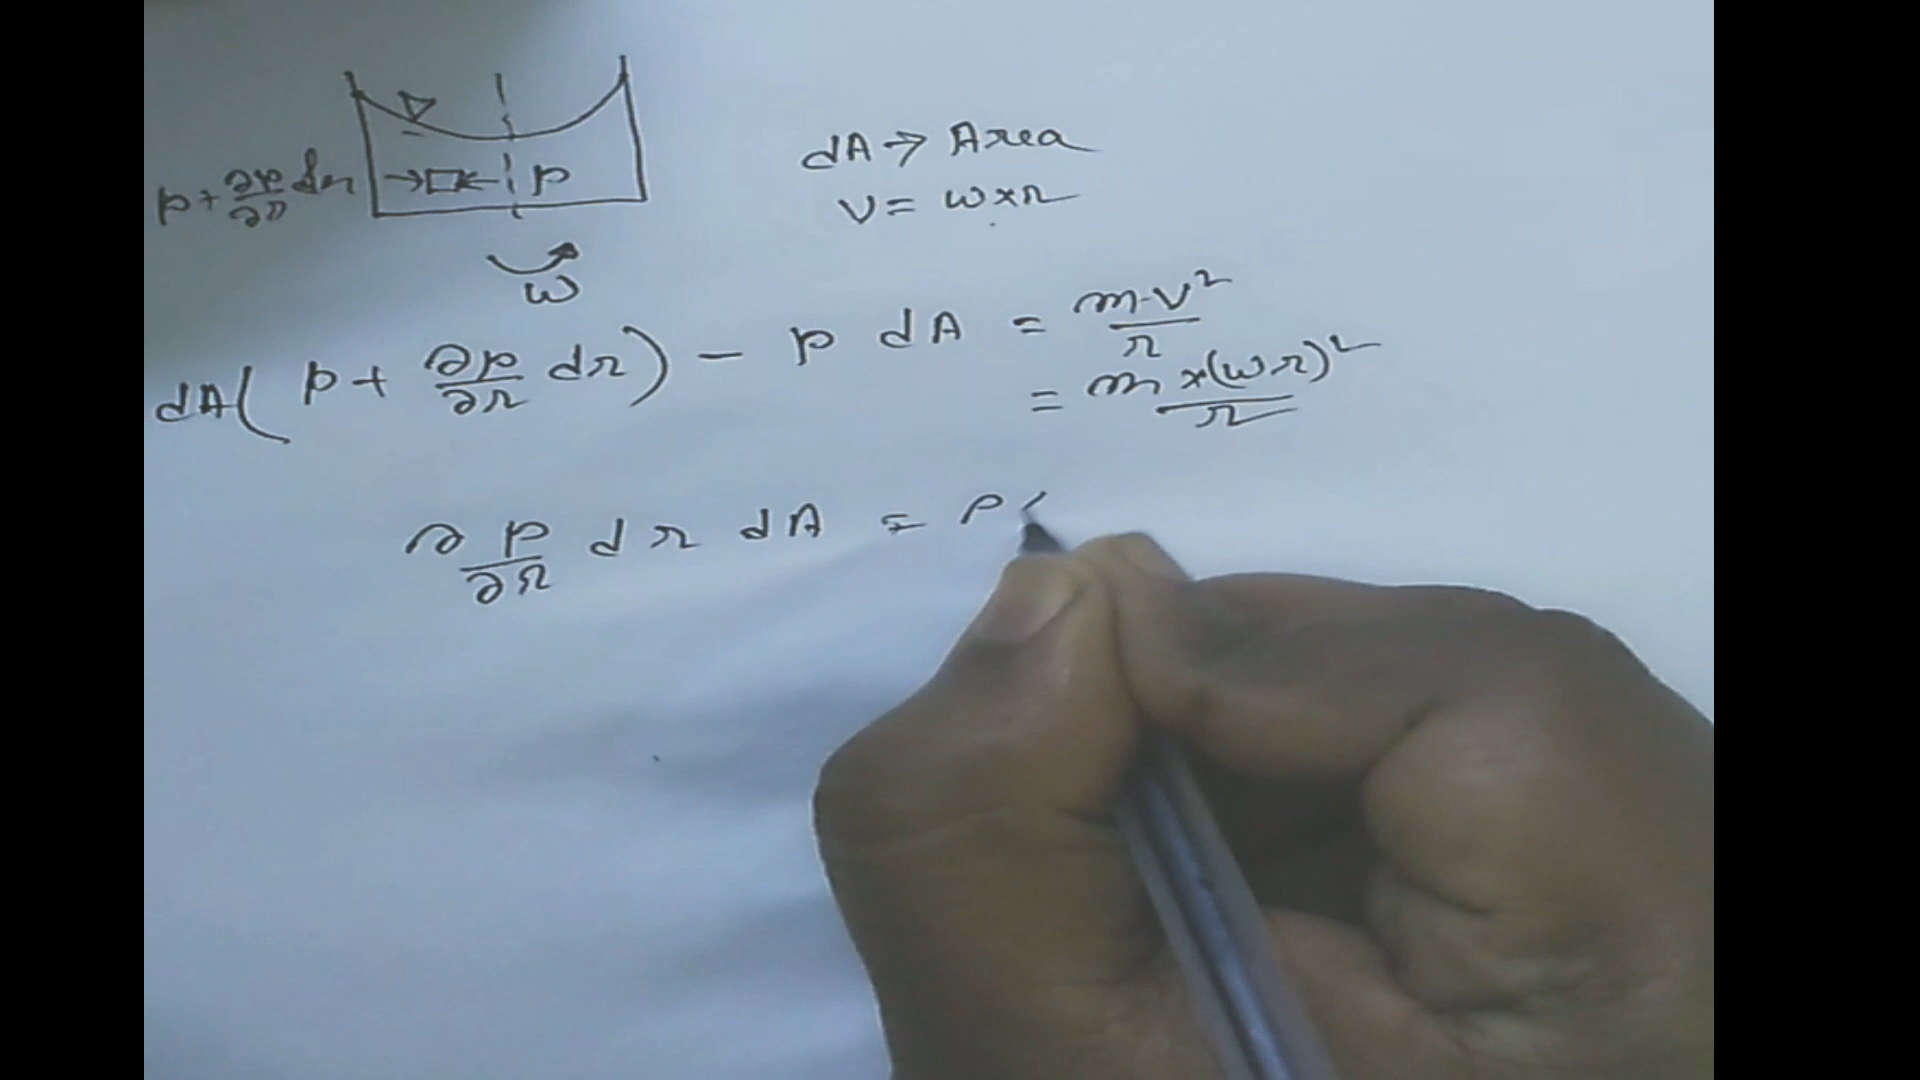 p + ∂p/∂r dr
p
ω
dA → Area
V = ω×r
dA( p + ∂p/∂r dr ) - p dA = m·V²/r
= m×(ωr)²/r
∂p/∂r dr dA = ρ